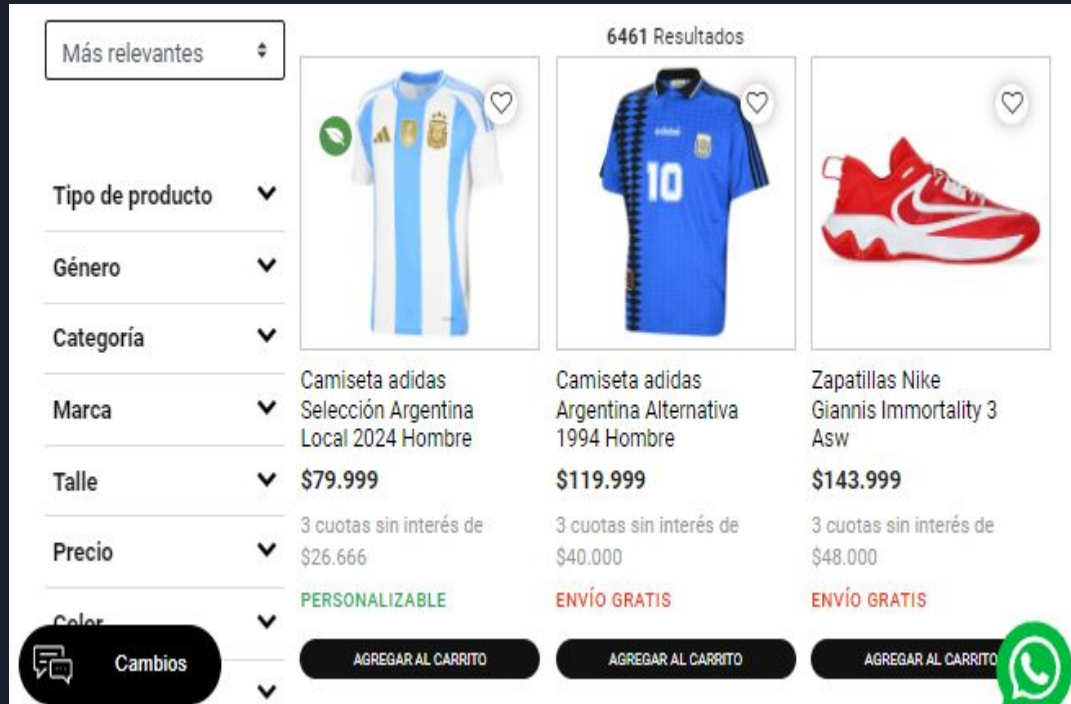 Más relevantes
6461 Resultados
Tipo de producto
Género
Categoría
Marca
Talle
Precio
Color
Cambios
adidas
10
Camiseta adidas
Selección Argentina
Local 2024 Hombre
$79.999
3 cuotas sin interés de
$26.666
PERSONALIZABLE
AGREGAR AL CARRITO
Camiseta adidas
Argentina Alternativa
1994 Hombre
$119.999
3 cuotas sin interés de
$40.000
ENVÍO GRATIS
AGREGAR AL CARRITO
Zapatillas Nike
Giannis Immortality 3
Asw
$143.999
3 cuotas sin interés de
$48.000
ENVÍO GRATIS
AGREGAR AL CARRITO